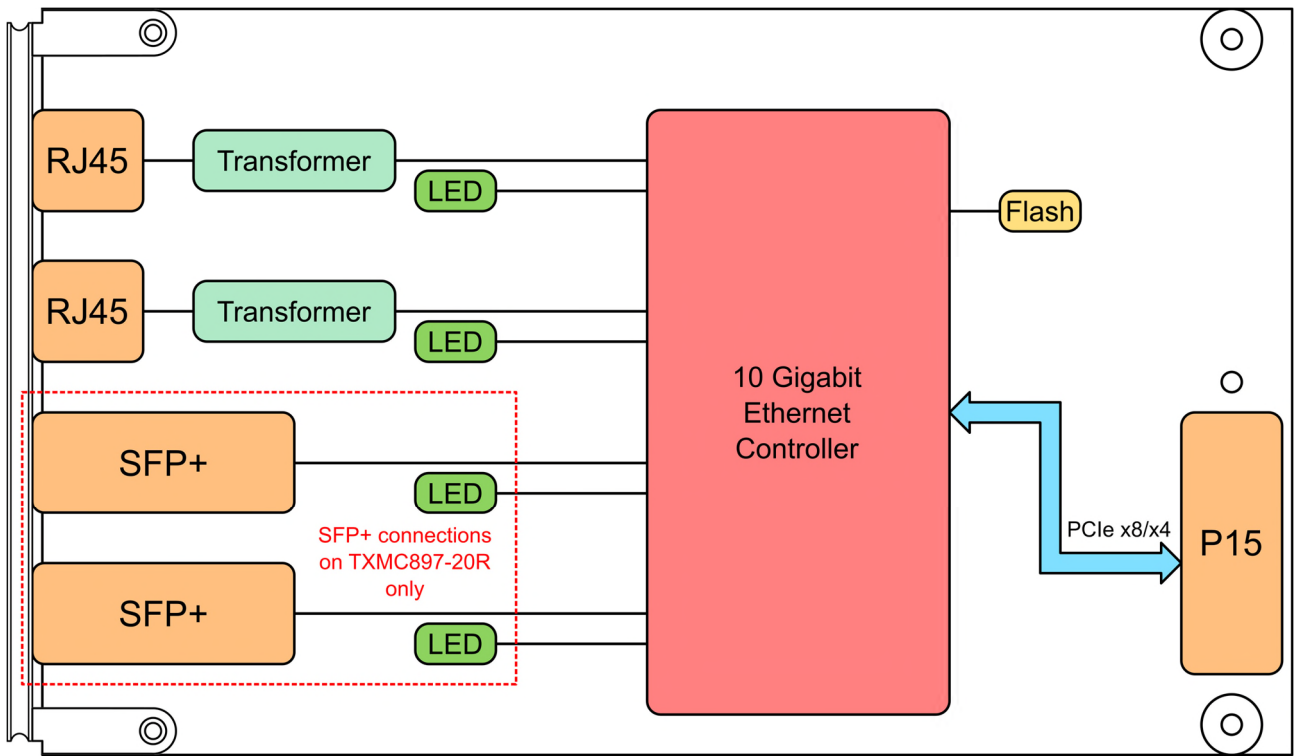 RJ45
Transformer
LED
Flash
RJ45
Transformer
LED
10 Gigabit
Ethernet
Controller
SFP+
LED
SFP+ connections
on TXMC897-20R
only
PCIe x8/x4
P15
SFP+
LED